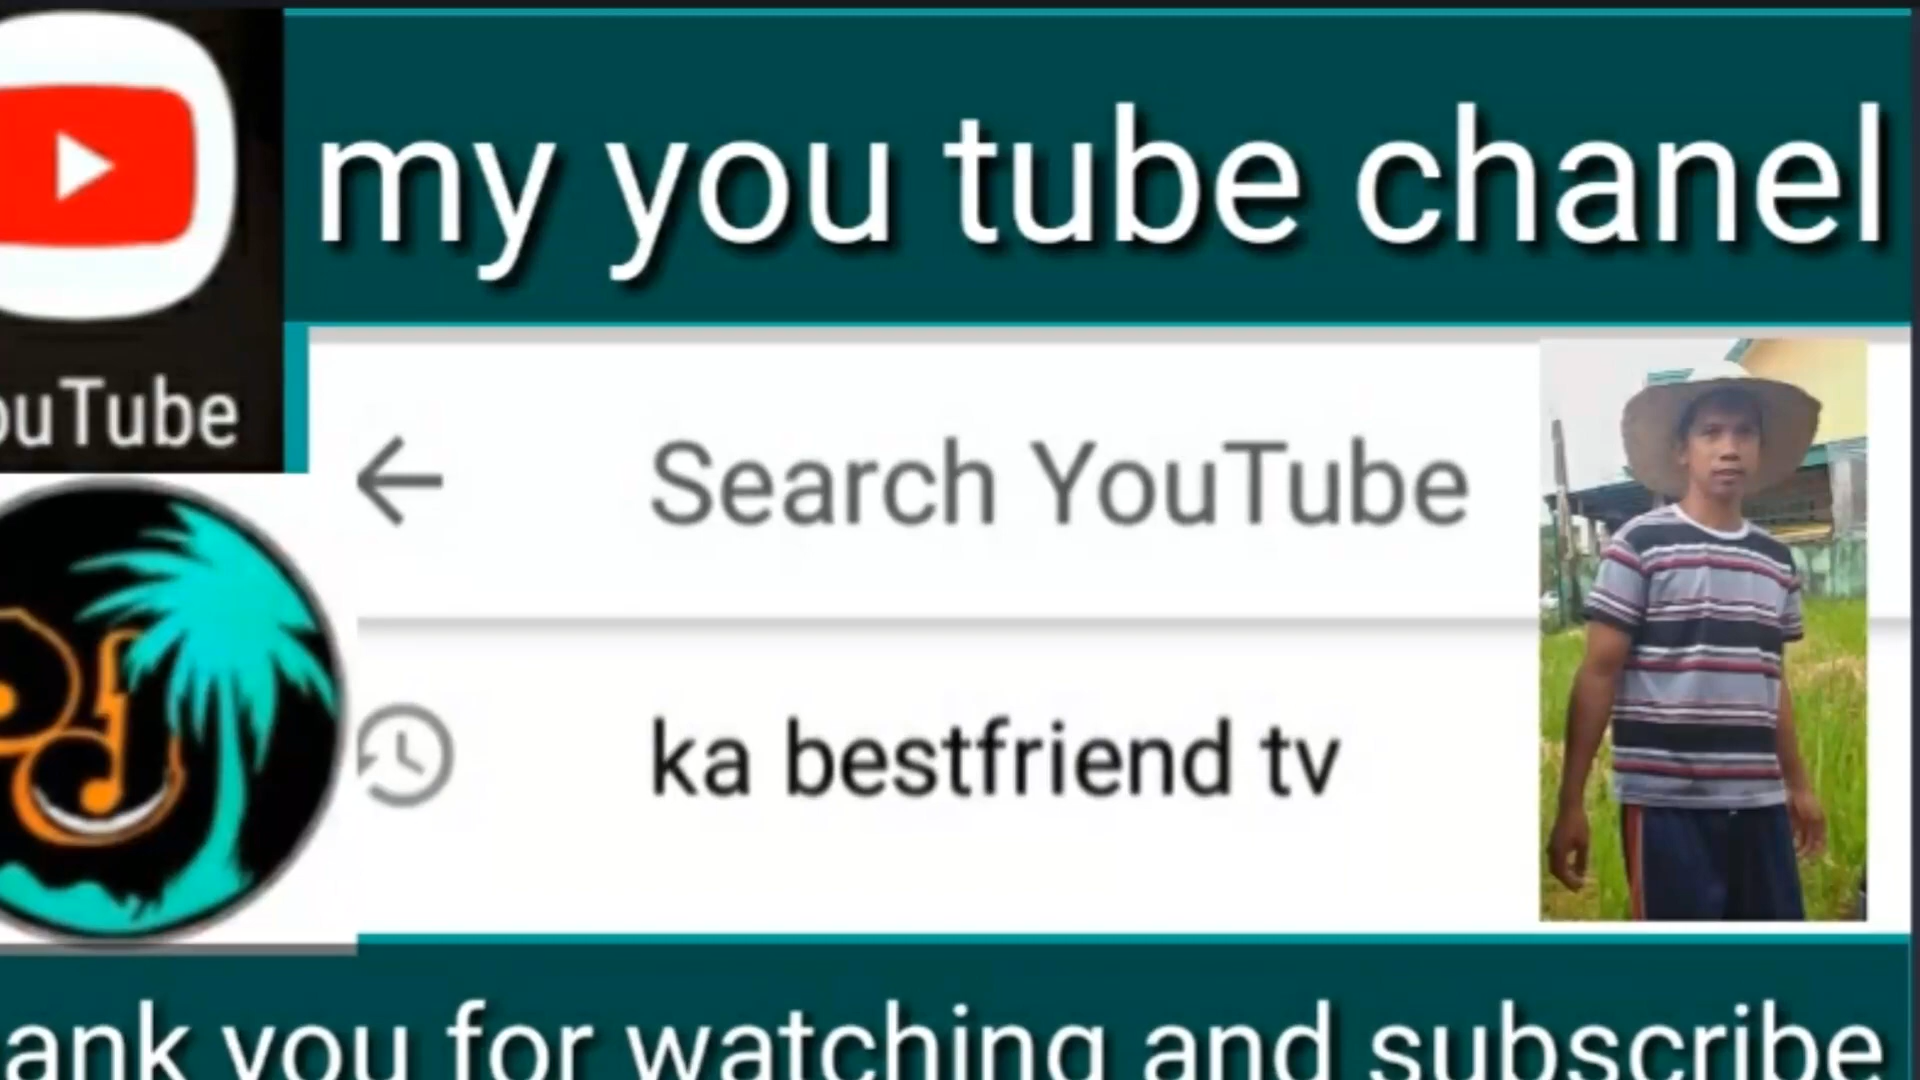 my you tube chanel
ouTube
Search YouTube
ka bestfriend tv
ank you for watching and subscribe